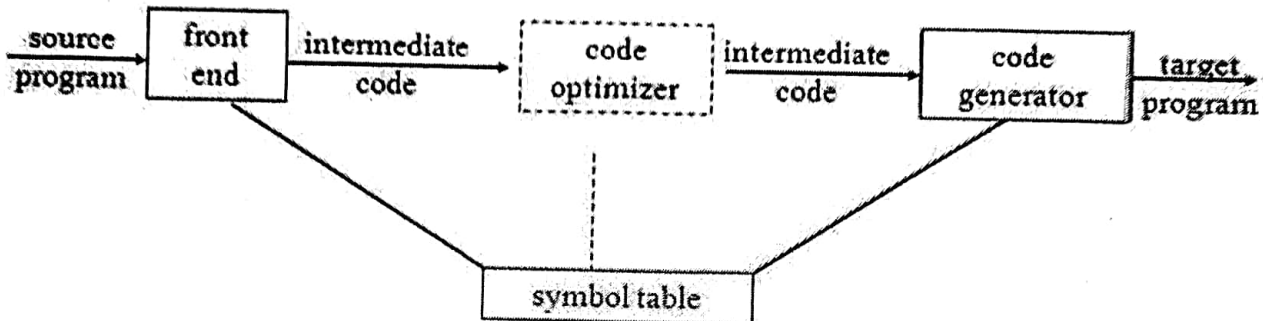 source
program
front
end
intermediate
code
code
optimizer
intermediate
code
code
generator
target
program
symbol table